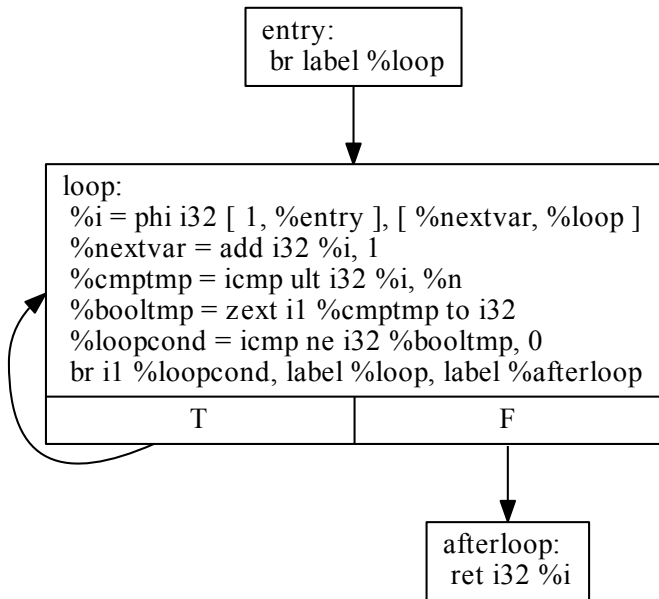 entry:
br label %loop
loop:
%i = phi i32 [ 1, %entry ], [ %nextvar, %loop ]
%nextvar = add i32 %i, 1
%cmptmp = icmp ult i32 %i, %n
%booltmp = zext i1 %cmptmp to i32
%loopcond = icmp ne i32 %booltmp, 0
br i1 %loopcond, label %loop, label %afterloop
T
F
afterloop:
ret i32 %i